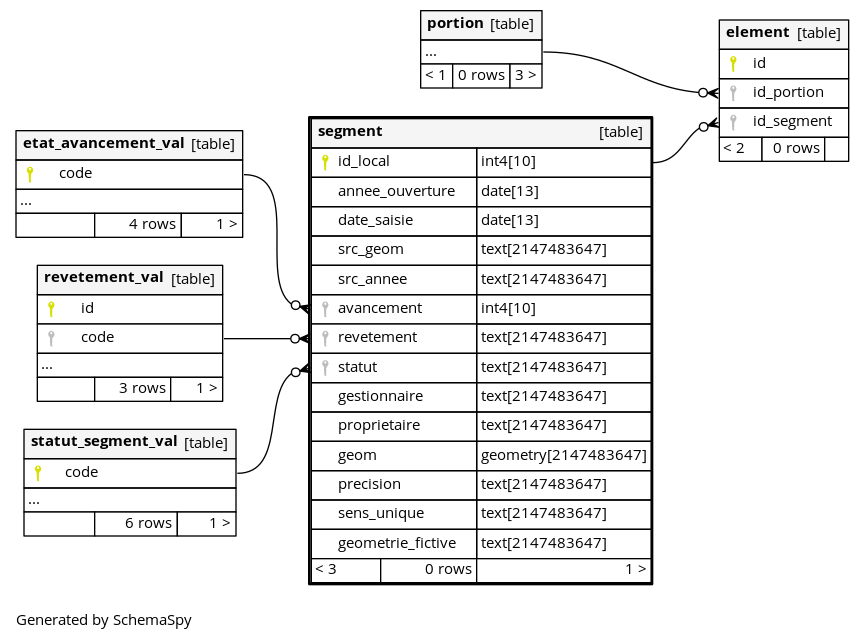 portion [table]
...
< 1 0 rows 3 >
element [table]
id
id_portion
id_segment
< 2 0 rows
etat_avancement_val [table]
code
...
4 rows 1 >
revetement_val [table]
id
code
...
3 rows 1 >
statut_segment_val [table]
code
...
6 rows 1 >
segment [table]
id_local int4[10]
annee_ouverture date[13]
date_saisie date[13]
src_geom text[2147483647]
src_annee text[2147483647]
avancement int4[10]
revetement text[2147483647]
statut text[2147483647]
gestionnaire text[2147483647]
proprietaire text[2147483647]
geom geometry[2147483647]
precision text[2147483647]
sens_unique text[2147483647]
geometrie_fictive text[2147483647]
< 3 0 rows 1 >
Generated by SchemaSpy